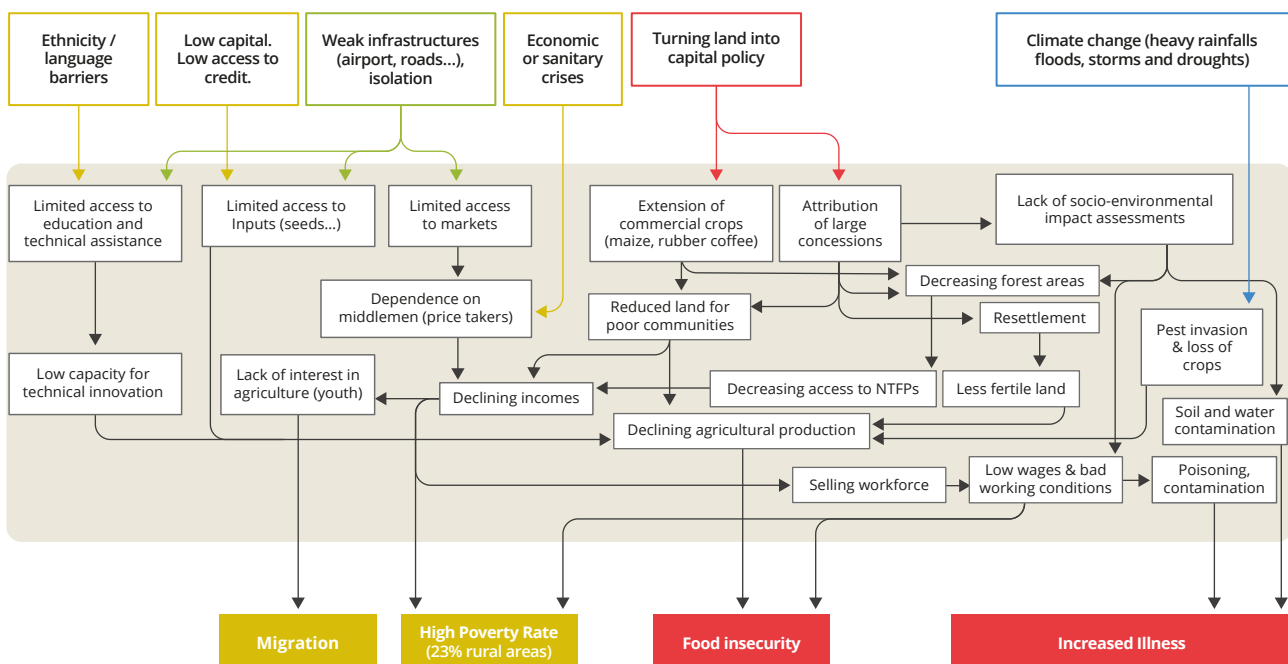 Ethnicity /
language
barriers
Low capital.
Low access to
credit.
Weak infrastructures
(airport, roads...),
isolation
Economic
or sanitary
crises
Turning land into
capital policy
Climate change (heavy rainfalls
floods, storms and droughts)
Limited access to
education and
technical assistance
Limited access to
Inputs (seeds...)
Limited access
to markets
Extension of
commercial crops
(maize, rubber coffee)
Attribution
of large
concessions
Lack of socio-environmental
impact assessments
Decreasing forest areas
Dependence on
middlemen (price takers)
Reduced land for
poor communities
Resettlement
Pest invasion
& loss of
crops
Low capacity for
technical innovation
Lack of interest in
agriculture (youth)
Declining incomes
Decreasing access to NTFPs
Less fertile land
Declining agricultural production
Soil and water
contamination
Selling workforce
Low wages & bad
working conditions
Poisoning,
contamination
Migration
High Poverty Rate
(23% rural areas)
Food insecurity
Increased Illness